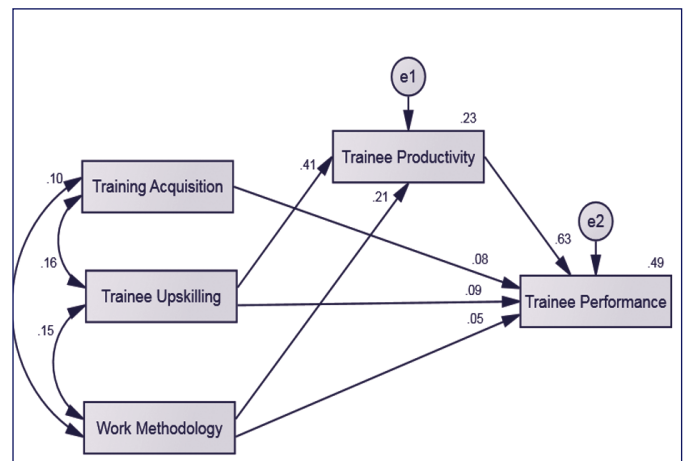 e1
.23
Trainee Productivity
.10
Training Acquisition
.41
.21
.16
e2
.63
.08
.49
Trainee Upskilling
.09
Trainee Performance
.05
.15
Work Methodology